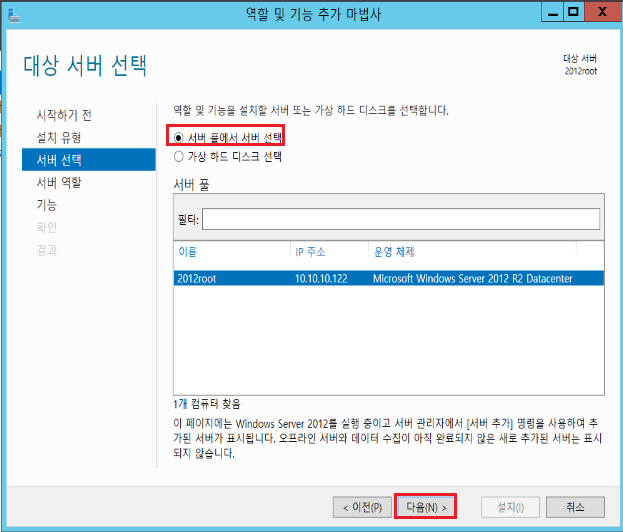 역할 및 기능 추가 마법사
대상 서버 선택
대상 서버
2012root
시작하기 전
설치 유형
서버 선택
서버 역할
기능
확인
결과
역할 및 기능을 설치할 서버 또는 가상 하드 디스크를 선택합니다.
서버 풀에서 서버 선택
가상 하드 디스크 선택
서버 풀
필터:
이름 IP 주소 운영 체제
2012root 10.10.10.122 Microsoft Windows Server 2012 R2 Datacenter
1개 컴퓨터 찾음
이 페이지에는 Windows Server 2012를 실행 중이고 서버 관리자에서 [서버 추가] 명령을 사용하여 추
가된 서버가 표시됩니다. 오프라인 서버와 데이터 수집이 아직 완료되지 않은 새로 추가된 서버는 표시
되지 않습니다.
< 이전(P) 다음(N) > 설치(I) 취소